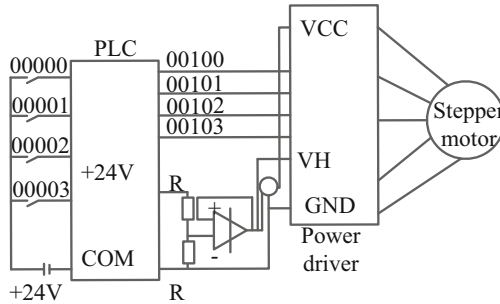 00000
PLC
00100
VCC
00001
00101
00002
00102
Stepper
motor
00103
00003
+24V
R
VH
+
-
GND
COM
Power
driver
+24V
R